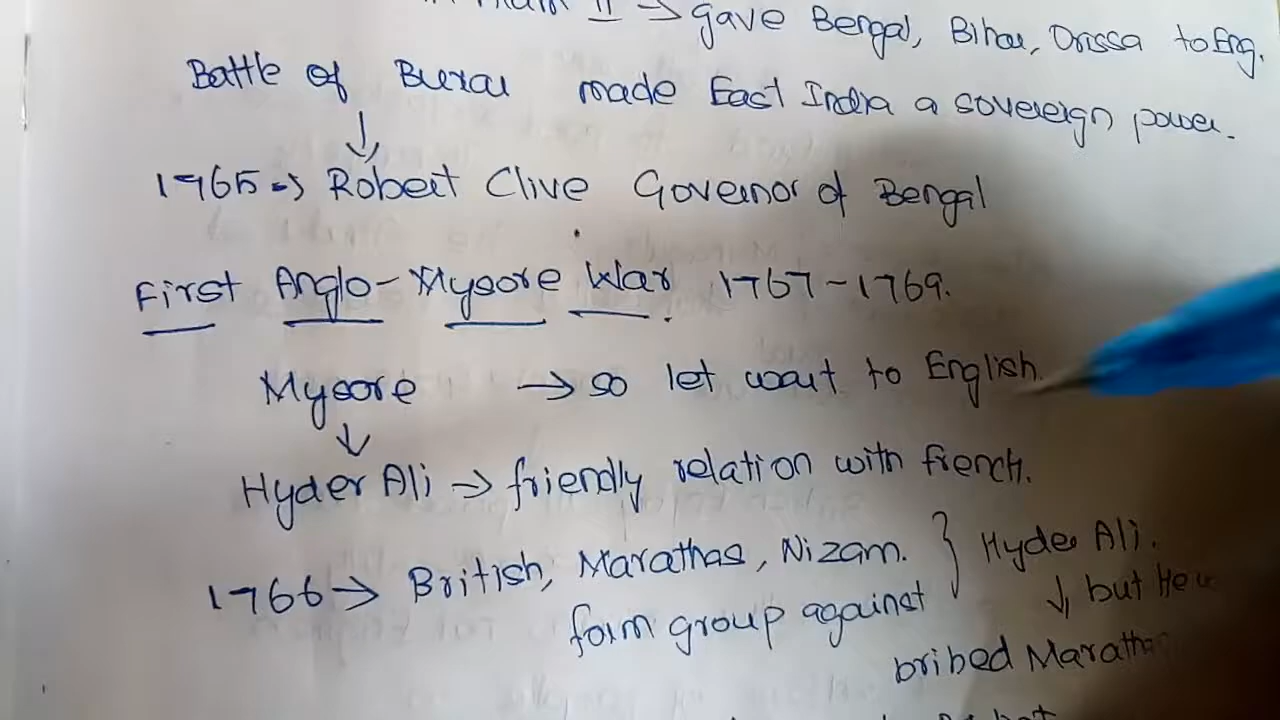 II → gave Bengal, Bihar, Orissa to Eng.
Battle of Buxar made East India a sovereign power.
↓
1765 => Robert Clive Governor of Bengal
First Anglo-Mysore War. 1767-1769.
Mysore → so let want to English.
↓
Hyder Ali → friendly relation with french.
1766 → British, Marathas, Nizam. } Hyder Ali.
form group against ↓ but He
bribed Maratha